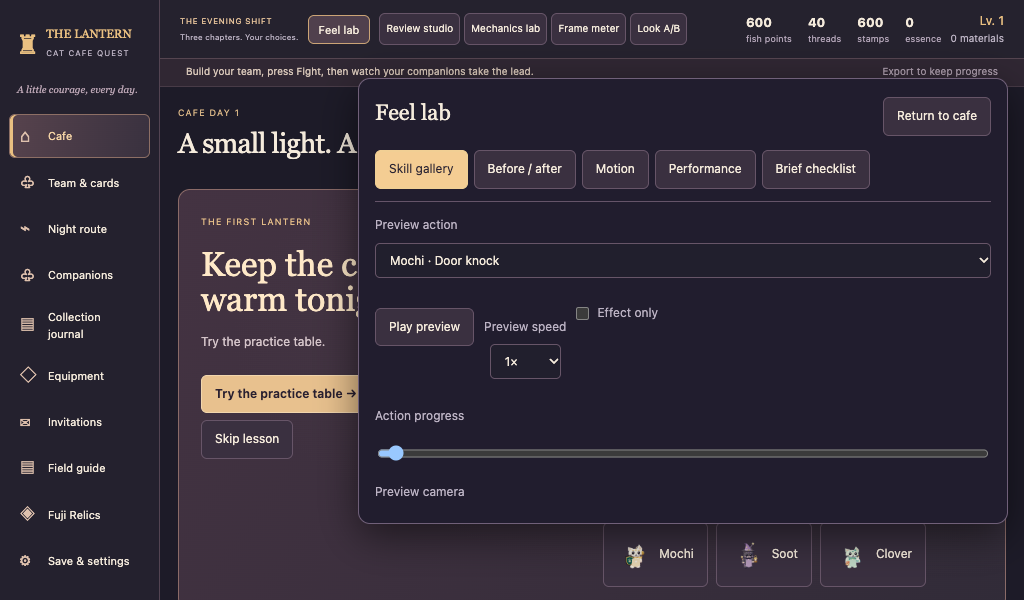 THE LANTERN
CAT CAFE QUEST
A little courage, every day.
Cafe
Team & cards
Night route
Companions
Collection
journal
Equipment
Invitations
Field guide
Fuji Relics
Save & settings
THE EVENING SHIFT
Three chapters. Your choices.
Feel lab
Review studio
Mechanics lab
Frame meter
Look A/B
600
fish points
40
threads
600
stamps
0
essence
Lv. 1
0 materials
Build your team, press Fight, then watch your companions take the lead.
Export to keep progress
CAFE DAY 1
A small light. A
THE FIRST LANTERN
Keep the c
warm tonig
Try the practice table.
Try the practice table →
Skip lesson
Feel lab
Return to cafe
Skill gallery
Before / after
Motion
Performance
Brief checklist
Preview action
Mochi · Door knock
Play preview
Preview speed
1×
Effect only
Action progress
Preview camera
Mochi
Soot
Clover